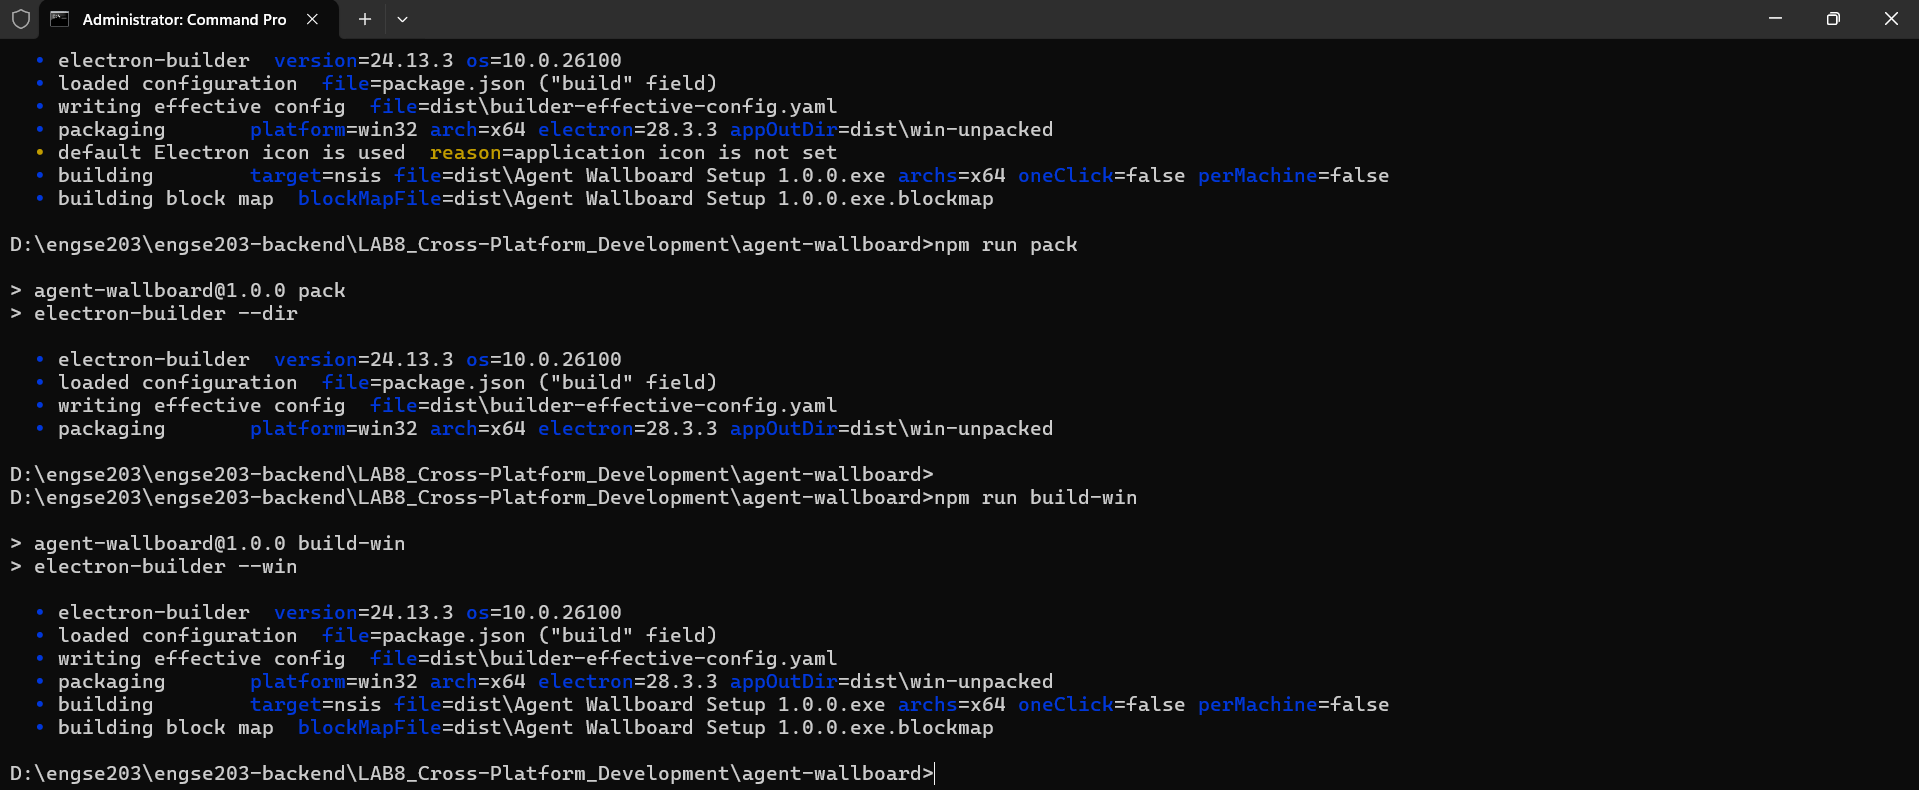 Administrator: Command Pro
• electron-builder  version=24.13.3 os=10.0.26100
• loaded configuration  file=package.json ("build" field)
• writing effective config  file=dist\builder-effective-config.yaml
• packaging       platform=win32 arch=x64 electron=28.3.3 appOutDir=dist\win-unpacked
• default Electron icon is used  reason=application icon is not set
• building        target=nsis file=dist\Agent Wallboard Setup 1.0.0.exe archs=x64 oneClick=false perMachine=false
• building block map  blockMapFile=dist\Agent Wallboard Setup 1.0.0.exe.blockmap
D:\engse203\engse203-backend\LAB8_Cross-Platform_Development\agent-wallboard>npm run pack
> agent-wallboard@1.0.0 pack
> electron-builder --dir
• electron-builder  version=24.13.3 os=10.0.26100
• loaded configuration  file=package.json ("build" field)
• writing effective config  file=dist\builder-effective-config.yaml
• packaging       platform=win32 arch=x64 electron=28.3.3 appOutDir=dist\win-unpacked
D:\engse203\engse203-backend\LAB8_Cross-Platform_Development\agent-wallboard>
D:\engse203\engse203-backend\LAB8_Cross-Platform_Development\agent-wallboard>npm run build-win
> agent-wallboard@1.0.0 build-win
> electron-builder --win
• electron-builder  version=24.13.3 os=10.0.26100
• loaded configuration  file=package.json ("build" field)
• writing effective config  file=dist\builder-effective-config.yaml
• packaging       platform=win32 arch=x64 electron=28.3.3 appOutDir=dist\win-unpacked
• building        target=nsis file=dist\Agent Wallboard Setup 1.0.0.exe archs=x64 oneClick=false perMachine=false
• building block map  blockMapFile=dist\Agent Wallboard Setup 1.0.0.exe.blockmap
D:\engse203\engse203-backend\LAB8_Cross-Platform_Development\agent-wallboard>